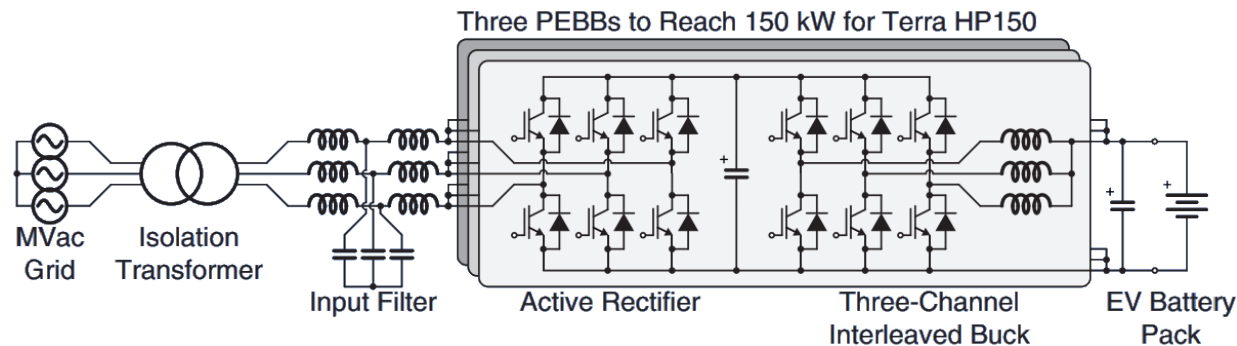 Three PEBBs to Reach 150 kW for Terra HP150
MVac
Grid
Isolation
Transformer
Input Filter
Active Rectifier
Three-Channel
Interleaved Buck
EV Battery
Pack
+
+
+